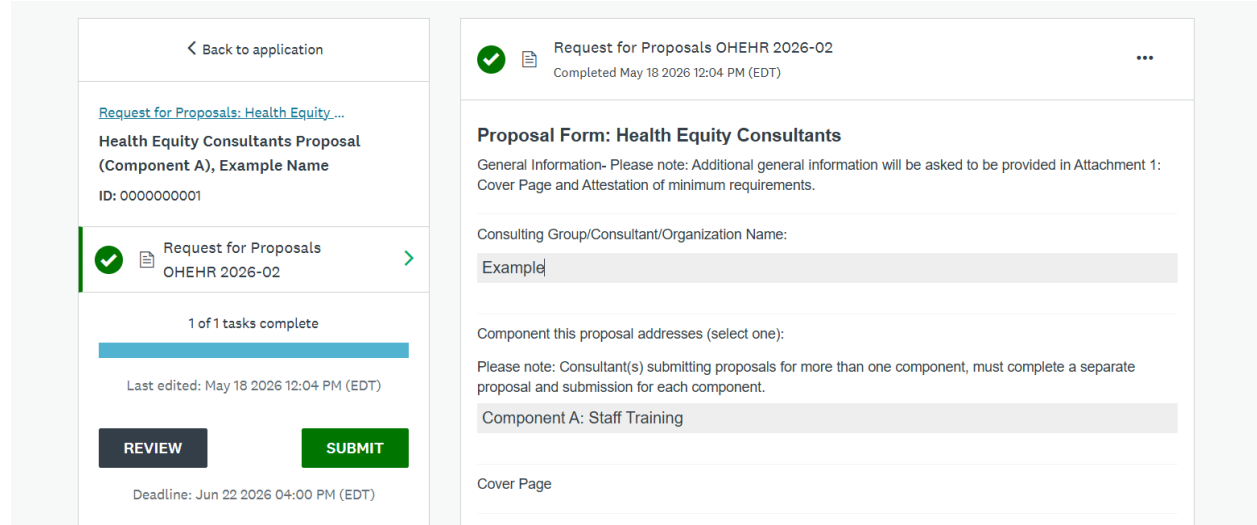 Back to application
Request for Proposals: Health Equity ...
Health Equity Consultants Proposal
(Component A), Example Name
ID: 0000000001
Request for Proposals
OHEHR 2026-02
1 of 1 tasks complete
Last edited: May 18 2026 12:04 PM (EDT)
REVIEW
SUBMIT
Deadline: Jun 22 2026 04:00 PM (EDT)
Request for Proposals OHEHR 2026-02
Completed May 18 2026 12:04 PM (EDT)
Proposal Form: Health Equity Consultants
General Information- Please note: Additional general information will be asked to be provided in Attachment 1:
Cover Page and Attestation of minimum requirements.
Consulting Group/Consultant/Organization Name:
Example
Component this proposal addresses (select one):
Please note: Consultant(s) submitting proposals for more than one component, must complete a separate
proposal and submission for each component.
Component A: Staff Training
Cover Page